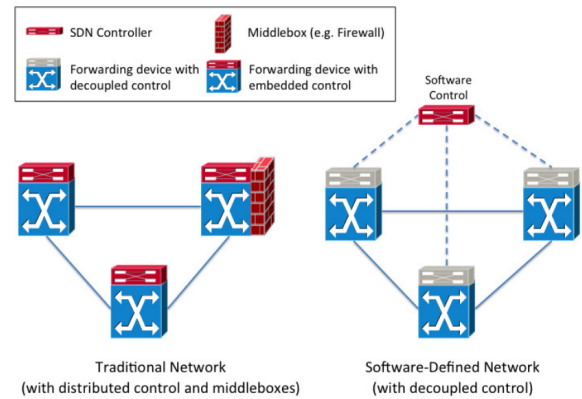 SDN Controller
Middlebox (e.g. Firewall)
Forwarding device with
decoupled control
Forwarding device with
embedded control
Software
Control
Traditional Network
(with distributed control and middleboxes)
Software-Defined Network
(with decoupled control)